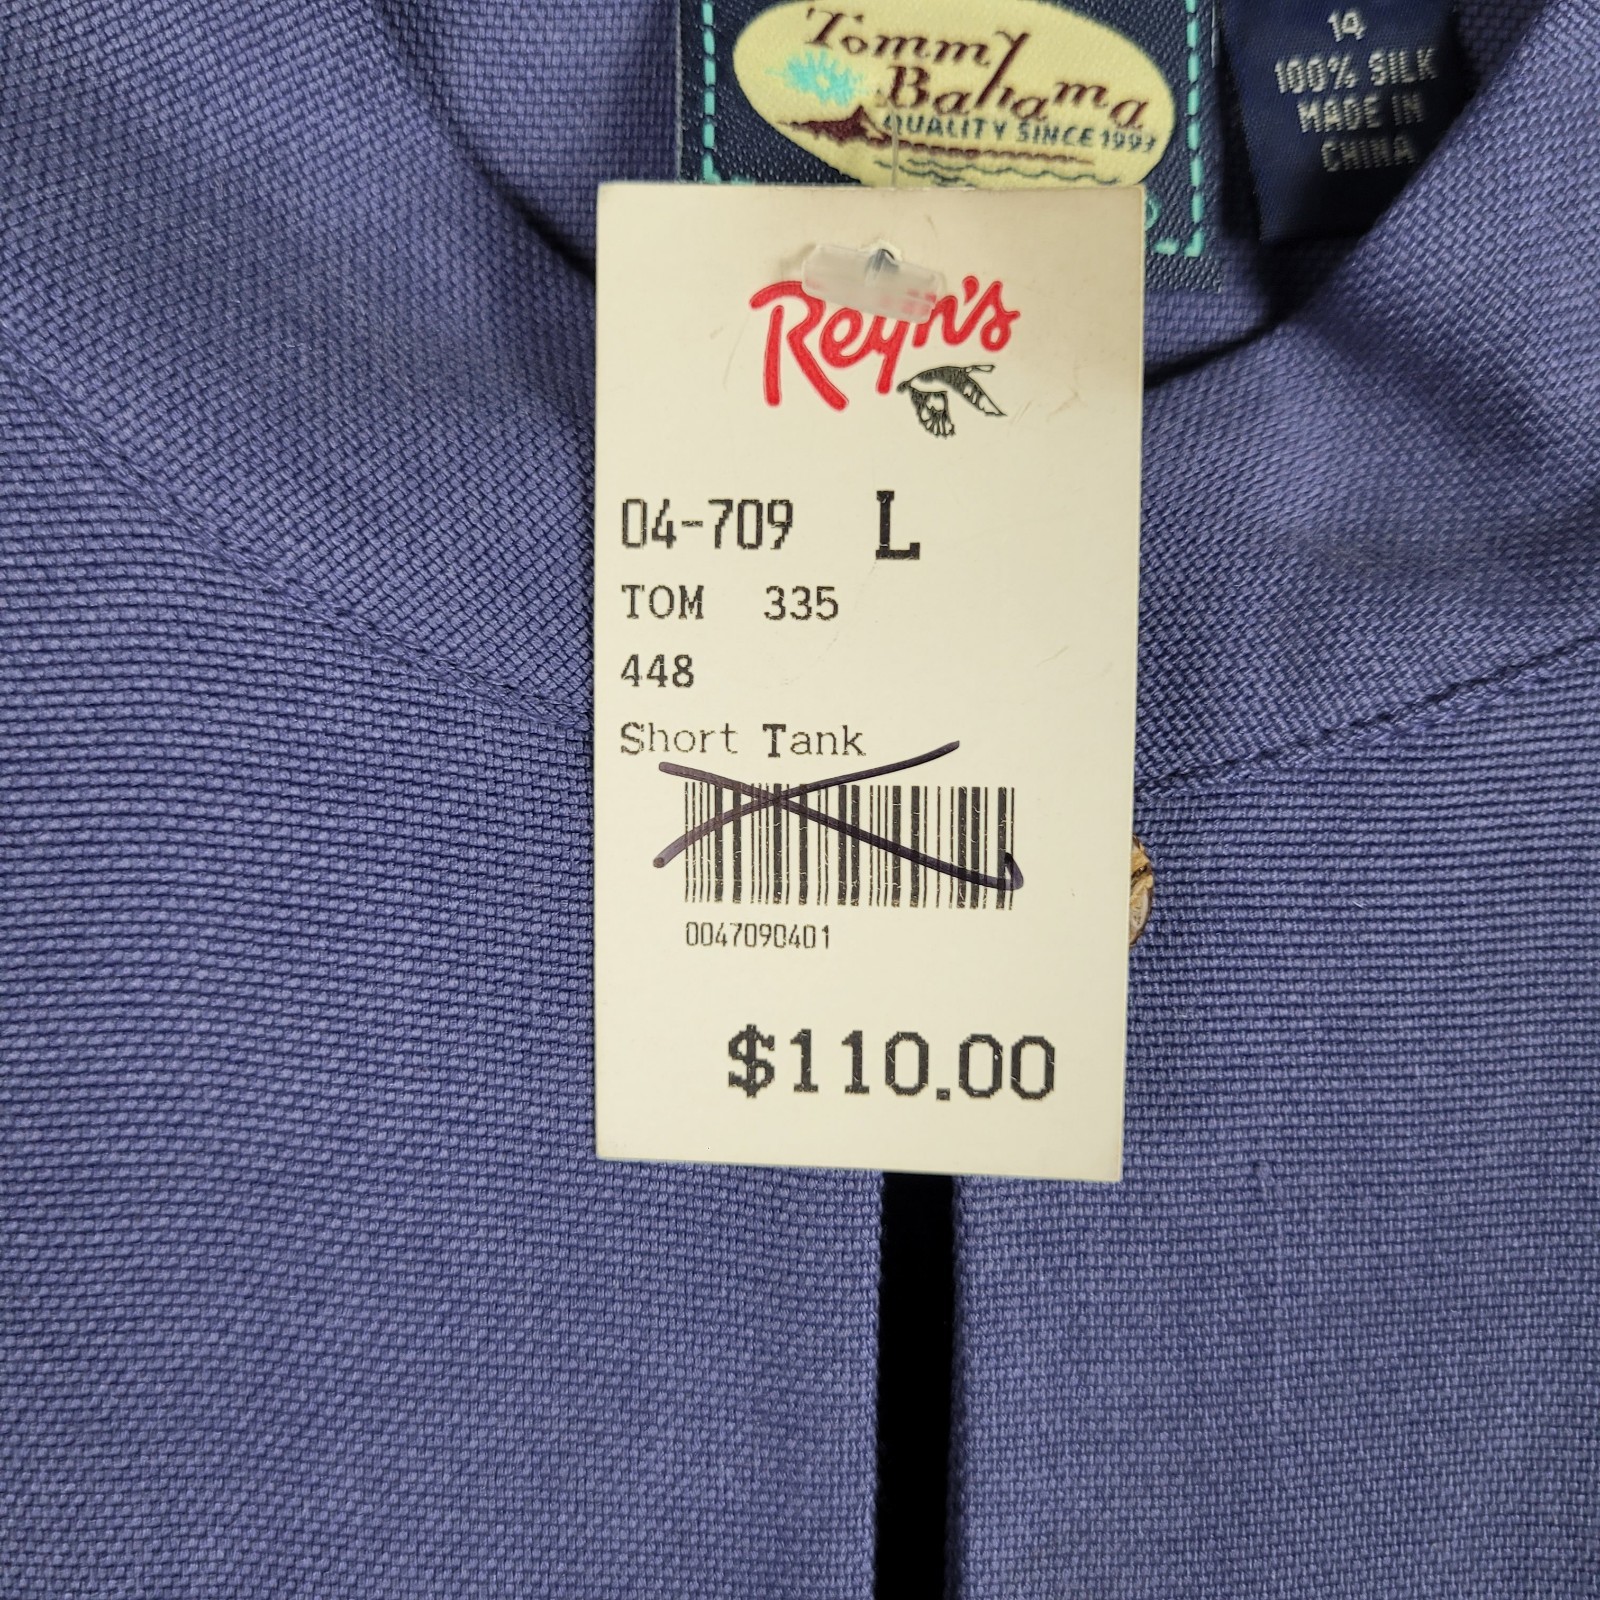 Tommy
Bahama
QUALITY SINCE 1993
14
100% SILK
MADE IN
CHINA
Reyn's
04-709 L
TOM 335
448
Short Tank
0047090401
$110.00